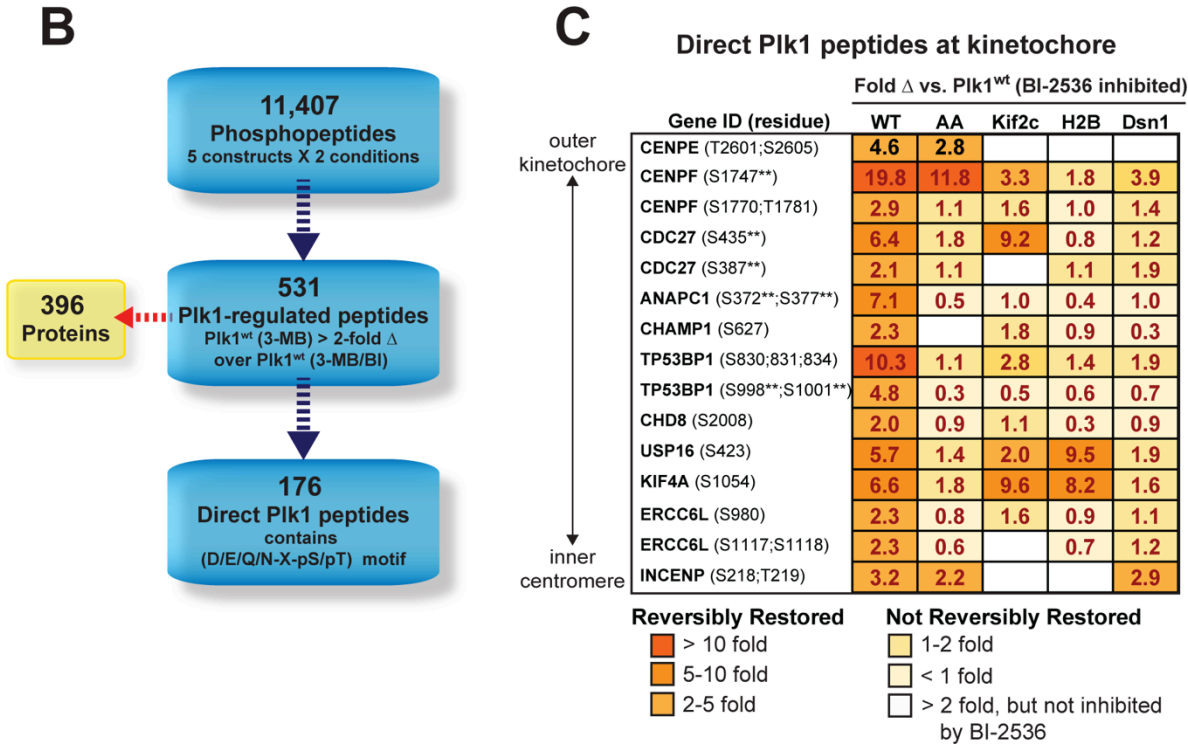 B
11,407
Phosphopeptides
5 constructs X 2 conditions
531
Plk1-regulated peptides
Plk1wt (3-MB) > 2-fold Δ
over Plk1wt (3-MB/BI)
396
Proteins
176
Direct Plk1 peptides
contains
(D/E/Q/N-X-pS/pT) motif
C
Direct Plk1 peptides at kinetochore
Fold Δ vs. Plk1wt (BI-2536 inhibited)
Gene ID (residue) WT AA Kif2c H2B Dsn1
outer
kinetochore
CENPE (T2601;S2605) 4.6 2.8
CENPF (S1747**) 19.8 11.8 3.3 1.8 3.9
CENPF (S1770;T1781) 2.9 1.1 1.6 1.0 1.4
CDC27 (S435**) 6.4 1.8 9.2 0.8 1.2
CDC27 (S387**) 2.1 1.1 1.1 1.9
ANAPC1 (S372**;S377**) 7.1 0.5 1.0 0.4 1.0
CHAMP1 (S627) 2.3 1.8 0.9 0.3
TP53BP1 (S830;831;834) 10.3 1.1 2.8 1.4 1.9
TP53BP1 (S998**;S1001**) 4.8 0.3 0.5 0.6 0.7
CHD8 (S2008) 2.0 0.9 1.1 0.3 0.9
USP16 (S423) 5.7 1.4 2.0 9.5 1.9
KIF4A (S1054) 6.6 1.8 9.6 8.2 1.6
ERCC6L (S980) 2.3 0.8 1.6 0.9 1.1
ERCC6L (S1117;S1118) 2.3 0.6 0.7 1.2
INCENP (S218;T219) 3.2 2.2 2.9
inner
centromere
Reversibly Restored
> 10 fold
5-10 fold
2-5 fold
Not Reversibly Restored
1-2 fold
< 1 fold
> 2 fold, but not inhibited
by BI-2536